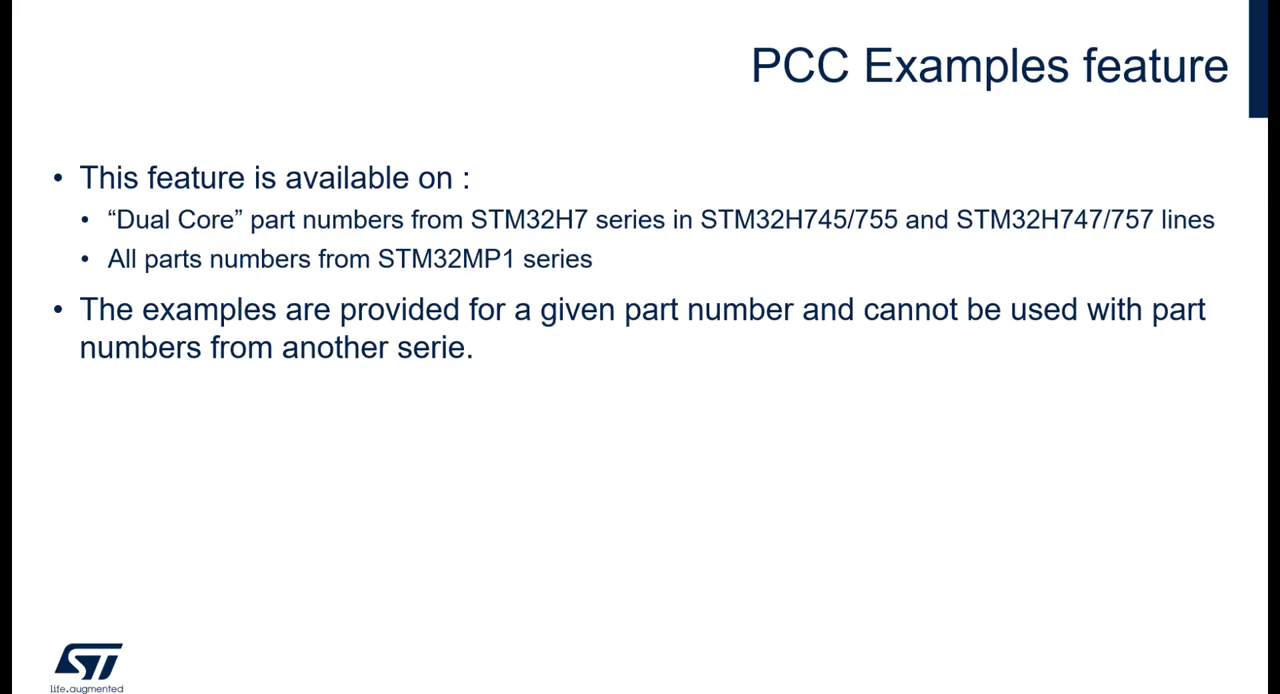 PCC Examples feature
• This feature is available on :
• “Dual Core” part numbers from STM32H7 series in STM32H745/755 and STM32H747/757 lines
• All parts numbers from STM32MP1 series
• The examples are provided for a given part number and cannot be used with part
numbers from another serie.
ST
life.augmented